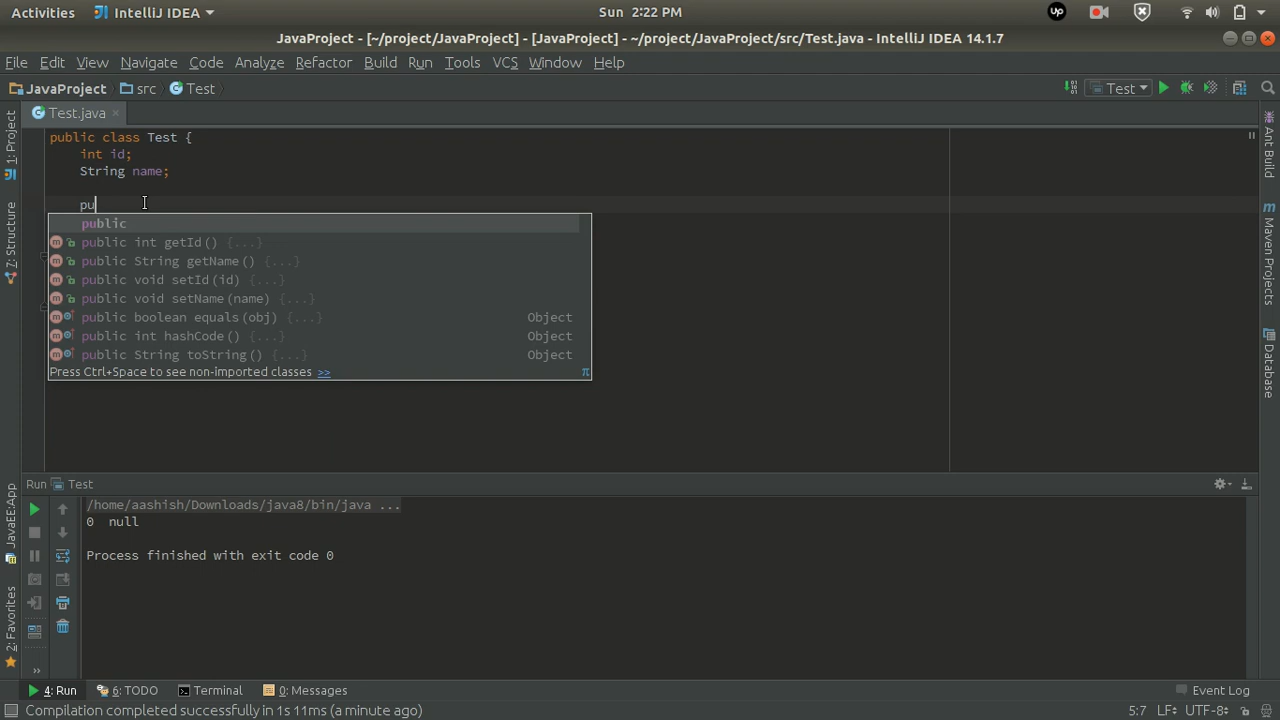 Activities IntelliJ IDEA Sun 2:22 PM up
JavaProject - [~/project/JavaProject] - [JavaProject] - ~/project/JavaProject/src/Test.java - IntelliJ IDEA 14.1.7
File Edit View Navigate Code Analyze Refactor Build Run Tools VCS Window Help
JavaProject src Test Test
Test.java
public class Test {
int id;
String name;
pu
public
public int getId() {...}
public String getName() {...}
public void setId(id) {...}
public void setName(name) {...}
public boolean equals(obj) {...} Object
public int hashCode() {...} Object
public String toString() {...} Object
Press Ctrl+Space to see non-imported classes >> π
1: Project
7: Structure
JavaEE:App
2: Favorites
Ant Build
Maven Projects
Database
Run Test
/home/aashish/Downloads/java8/bin/java ...
0 null
Process finished with exit code 0
4: Run 6: TODO Terminal 0: Messages Event Log
Compilation completed successfully in 1s 11ms (a minute ago) 5:7 LF÷ UTF-8÷